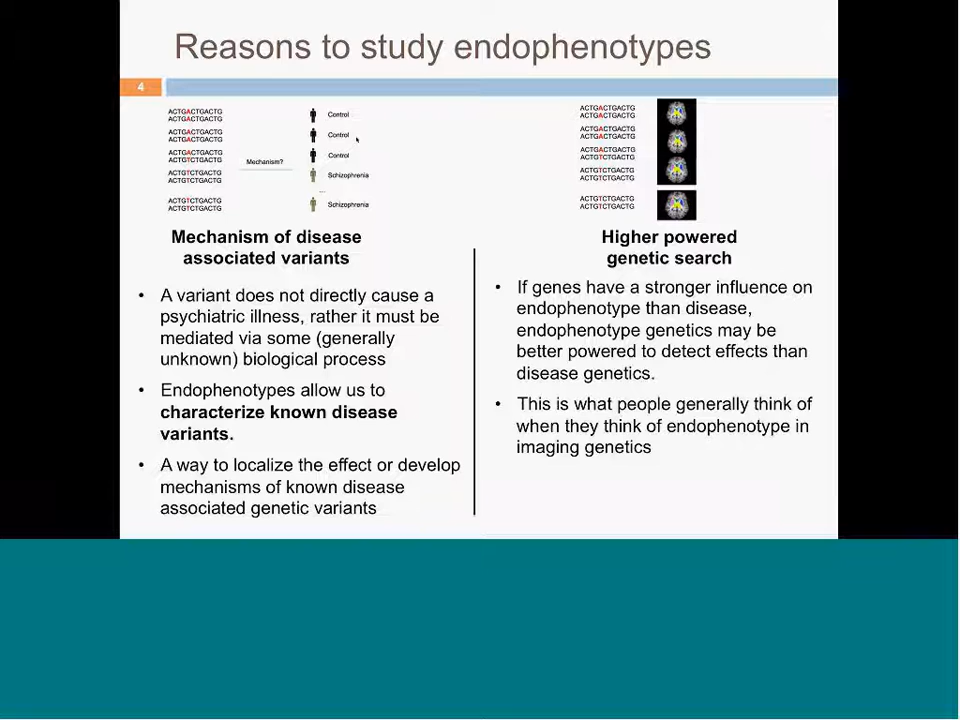 Reasons to study endophenotypes
4
ACTGACTGACTG
ACTGACTGACTG
ACTGACTGACTG
ACTGACTGACTG
ACTGACTGACTG
ACTGTCTGACTG
ACTGTCTGACTG
ACTGTCTGACTG
ACTGTCTGACTG
ACTGTCTGACTG
Mechanism?
Control
Control
Control
Schizophrenia
...
Schizophrenia
Mechanism of disease
associated variants
• A variant does not directly cause a
psychiatric illness, rather it must be
mediated via some (generally
unknown) biological process
• Endophenotypes allow us to
characterize known disease
variants.
• A way to localize the effect or develop
mechanisms of known disease
associated genetic variants
ACTGACTGACTG
ACTGACTGACTG
ACTGACTGACTG
ACTGACTGACTG
ACTGACTGACTG
ACTGTCTGACTG
ACTGTCTGACTG
ACTGTCTGACTG
ACTGTCTGACTG
ACTGTCTGACTG
Higher powered
genetic search
• If genes have a stronger influence on
endophenotype than disease,
endophenotype genetics may be
better powered to detect effects than
disease genetics.
• This is what people generally think of
when they think of endophenotype in
imaging genetics